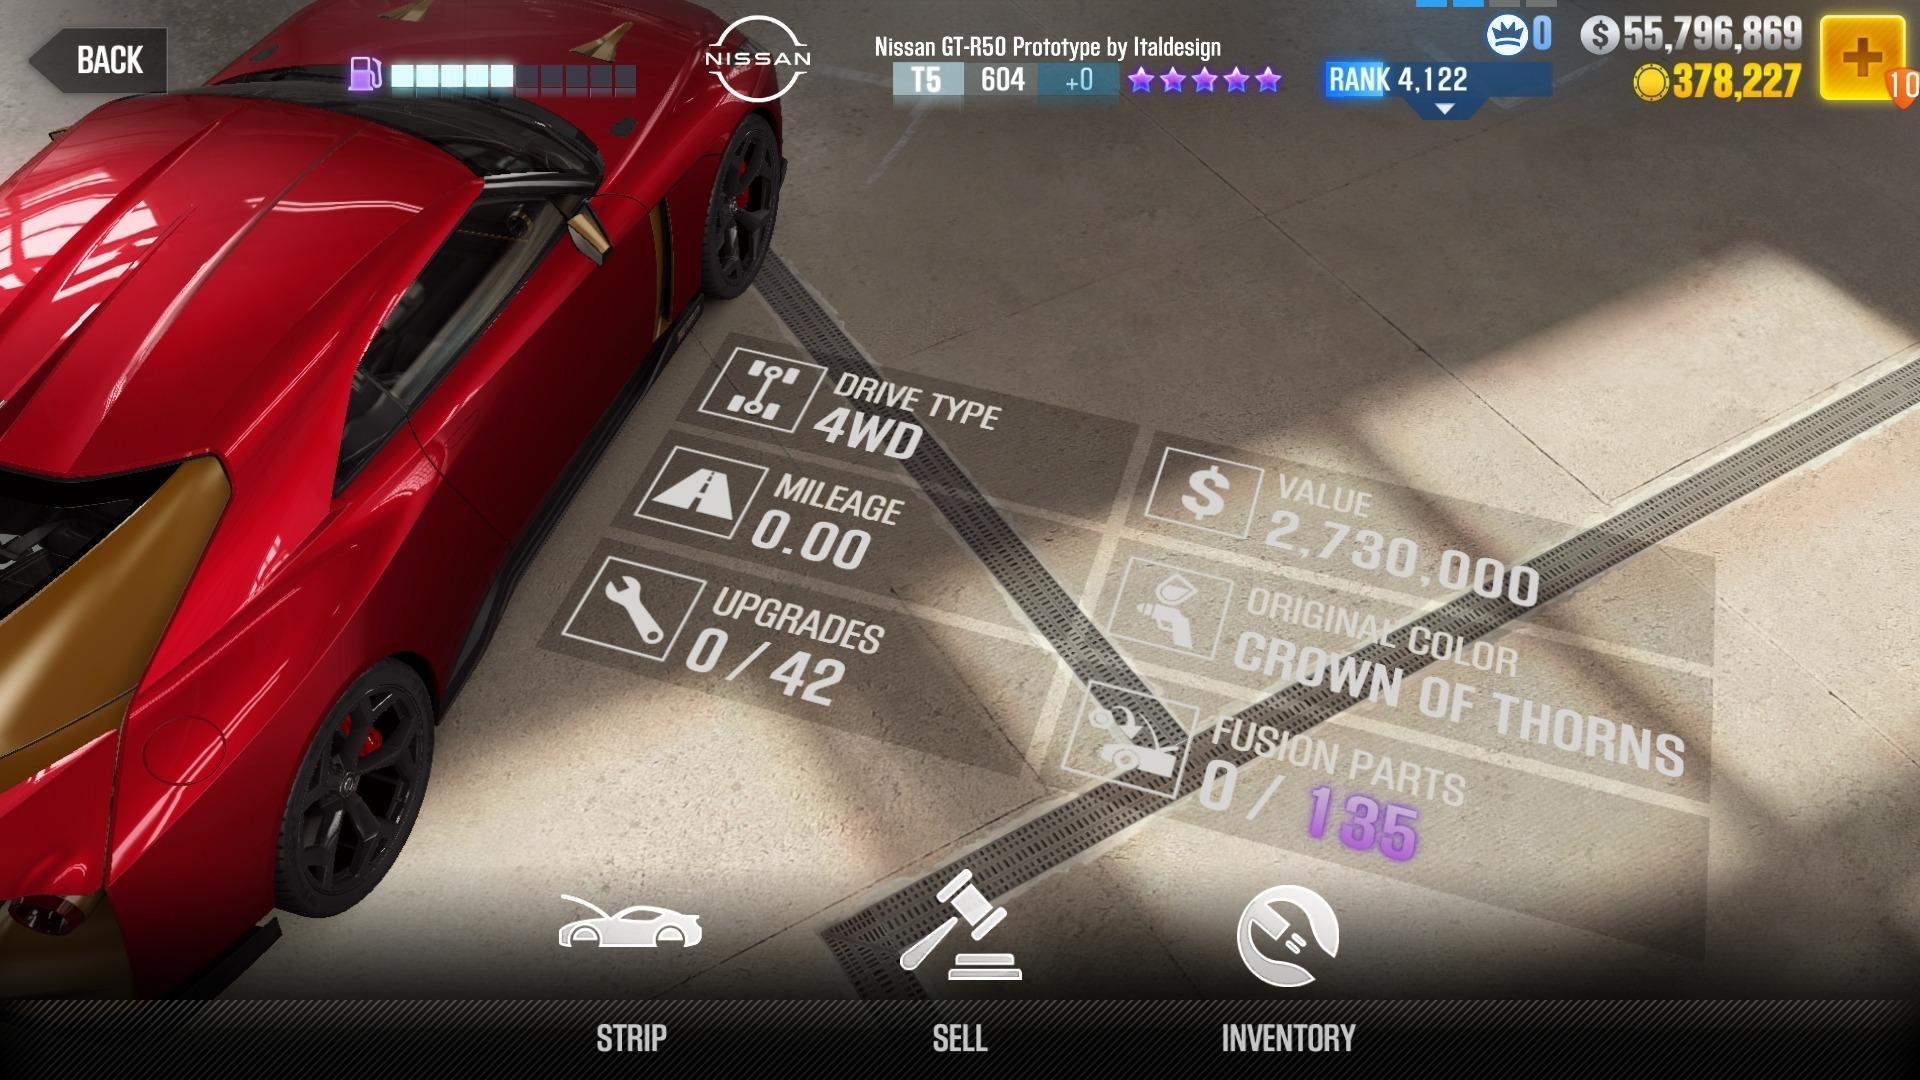 BACK
NISSAN
Nissan GT-R50 Prototype by Italdesign
T5 604 +0
RANK 4,122
0
$ 55,796,869
378,227
10
DRIVE TYPE
4WD
MILEAGE
0.00
UPGRADES
0 / 42
$ VALUE
2,730,000
ORIGINAL COLOR
CROWN OF THORNS
FUSION PARTS
0 / 135
STRIP
SELL
INVENTORY